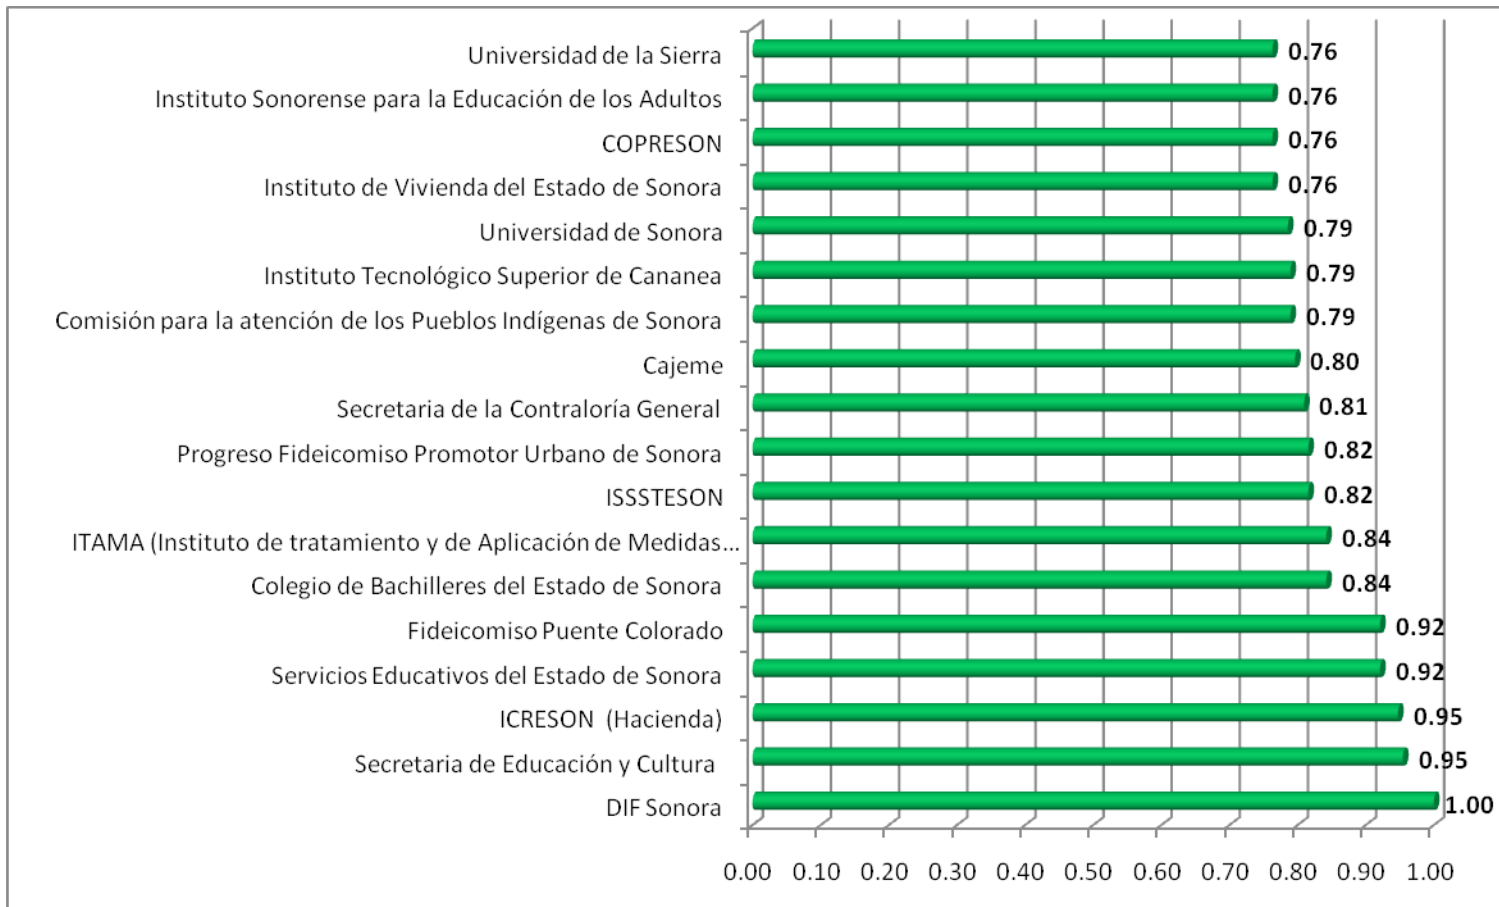 Universidad de la Sierra 0.76
Instituto Sonorense para la Educación de los Adultos 0.76
COPRESON 0.76
Instituto de Vivienda del Estado de Sonora 0.76
Universidad de Sonora 0.79
Instituto Tecnológico Superior de Cananea 0.79
Comisión para la atención de los Pueblos Indígenas de Sonora 0.79
Cajeme 0.80
Secretaria de la Contraloría General 0.81
Progreso Fideicomiso Promotor Urbano de Sonora 0.82
ISSSTESON 0.82
ITAMA (Instituto de tratamiento y de Aplicación de Medidas... 0.84
Colegio de Bachilleres del Estado de Sonora 0.84
Fideicomiso Puente Colorado 0.92
Servicios Educativos del Estado de Sonora 0.92
ICRESON (Hacienda) 0.95
Secretaria de Educación y Cultura 0.95
DIF Sonora 1.00
0.00 0.10 0.20 0.30 0.40 0.50 0.60 0.70 0.80 0.90 1.00